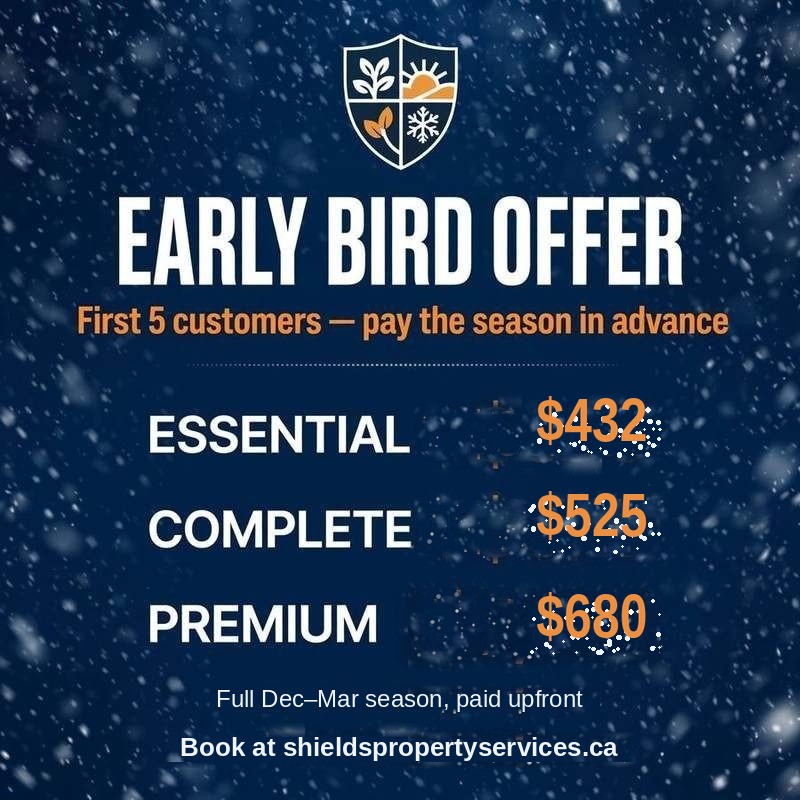 EARLY BIRD OFFER
First 5 customers — pay the season in advance
ESSENTIAL $432
COMPLETE $525
PREMIUM $680
Full Dec–Mar season, paid upfront
Book at shieldspropertyservices.ca